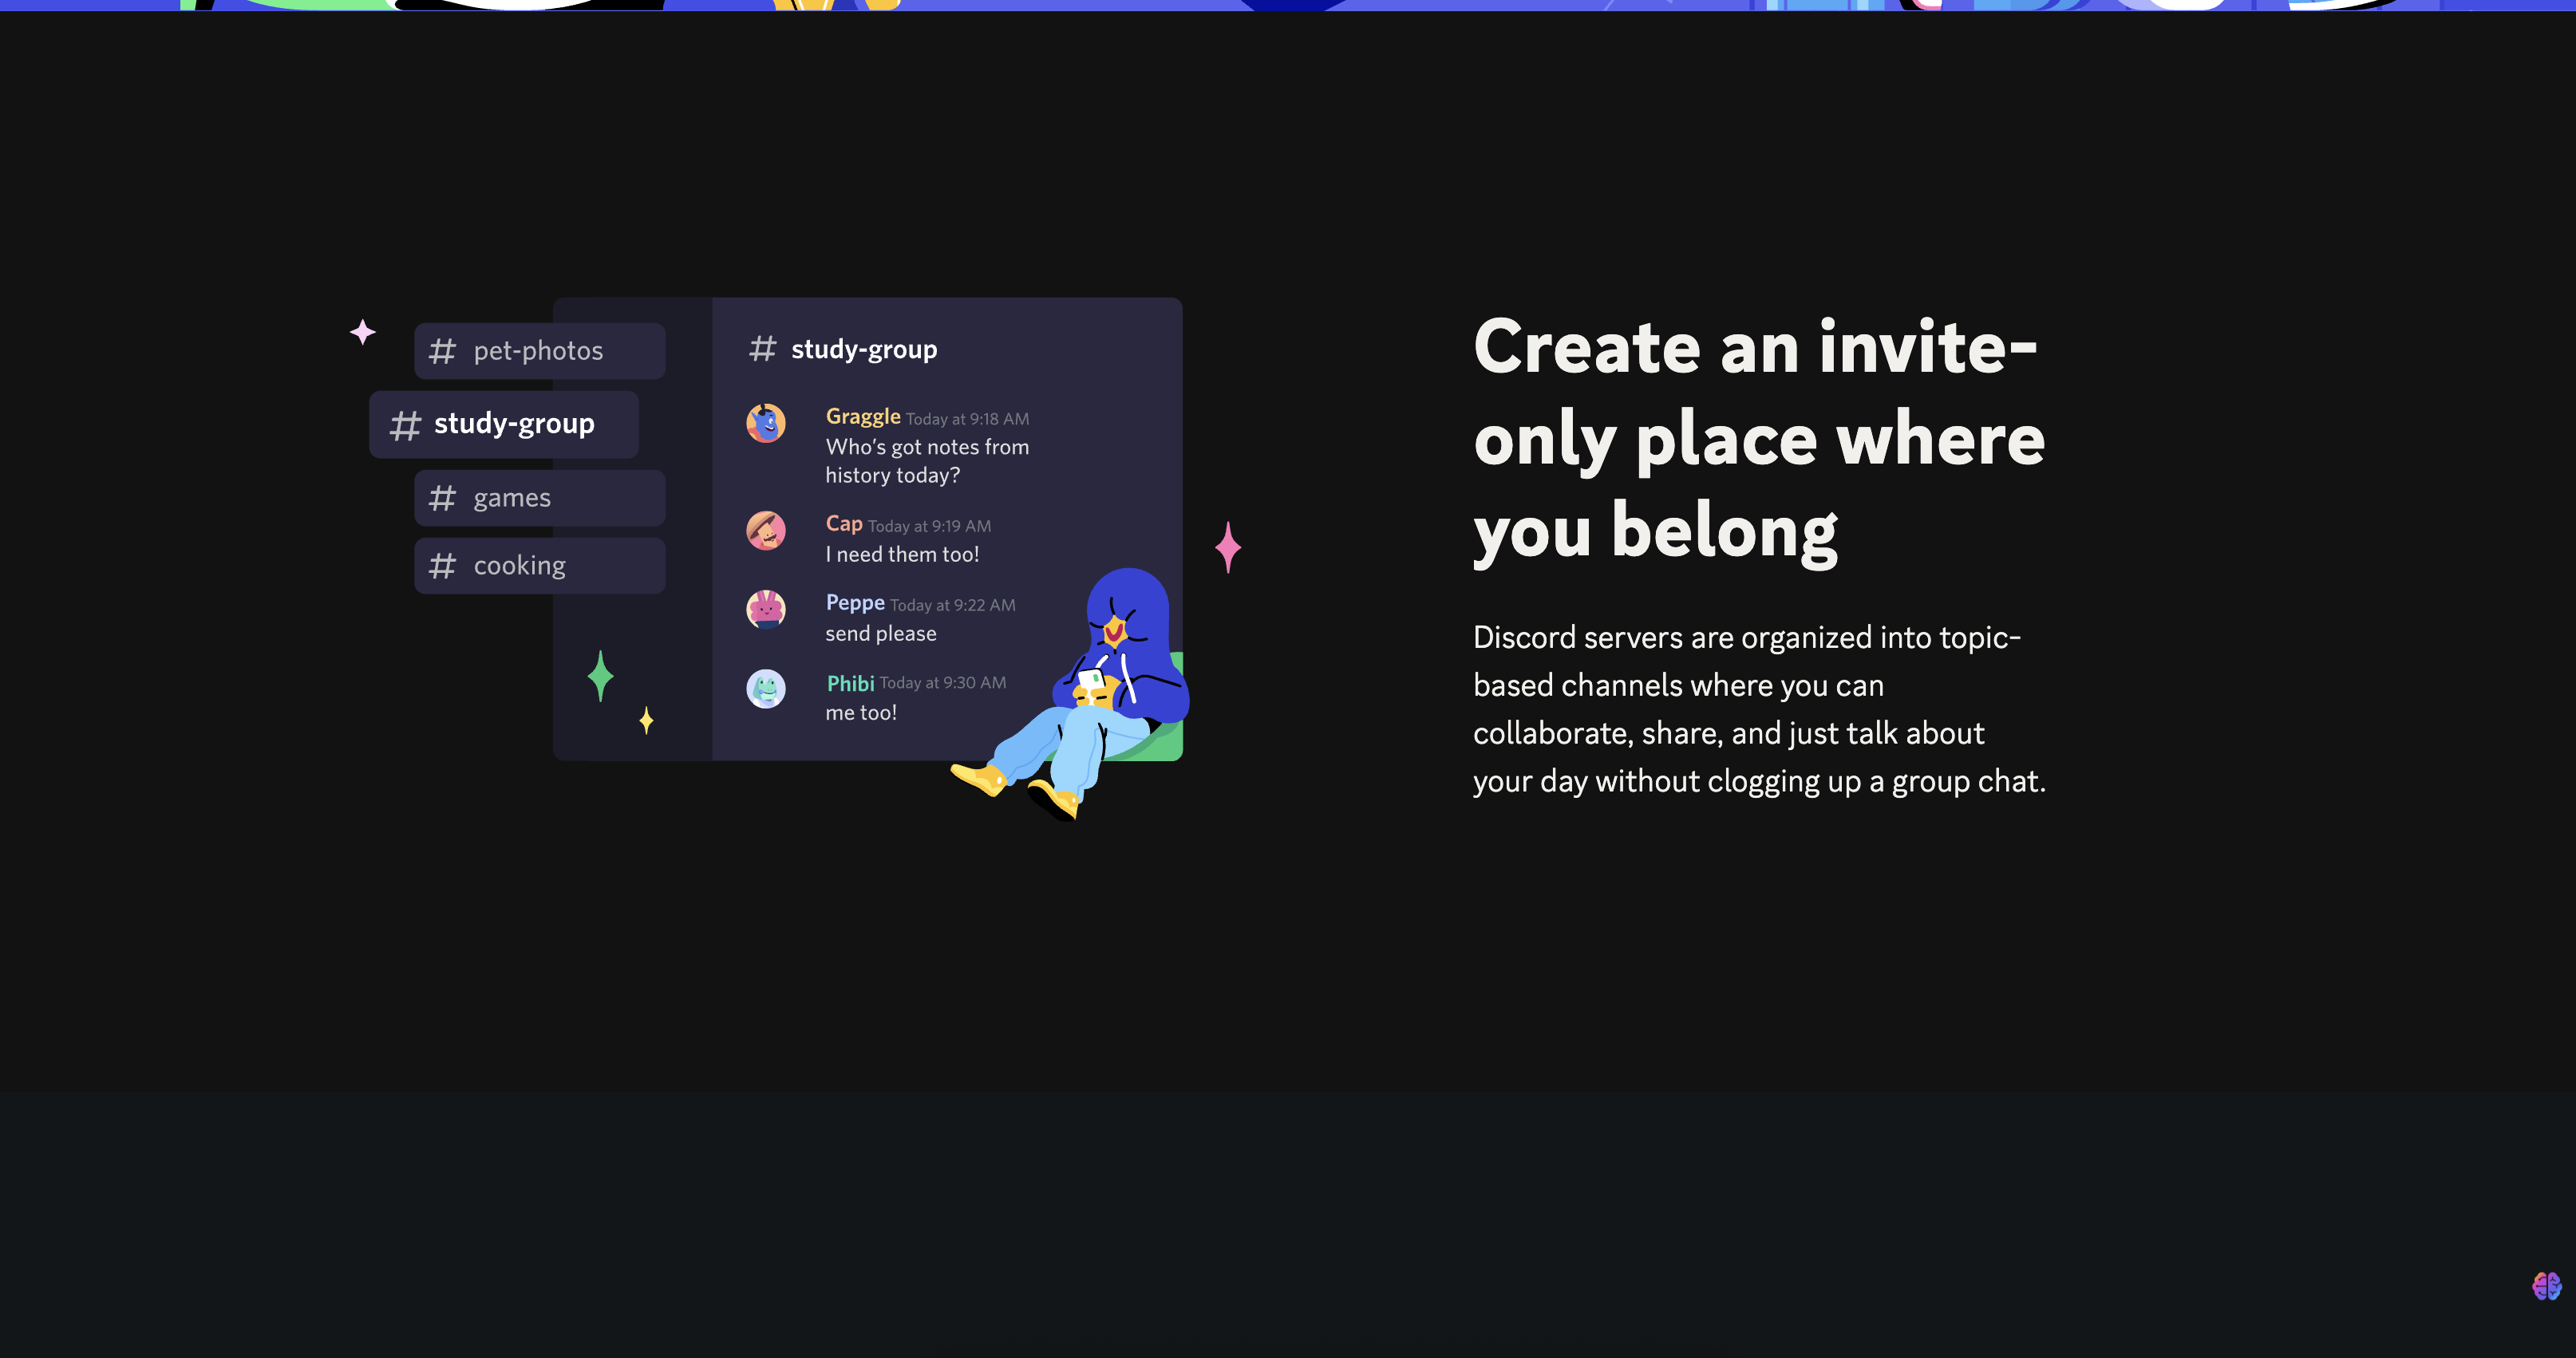 # pet-photos
# study-group
# games
# cooking
# study-group
Graggle Today at 9:18 AM
Who's got notes from
history today?
Cap Today at 9:19 AM
I need them too!
Peppe Today at 9:22 AM
send please
Phibi Today at 9:30 AM
me too!
Create an invite-
only place where
you belong
Discord servers are organized into topic-
based channels where you can
collaborate, share, and just talk about
your day without clogging up a group chat.